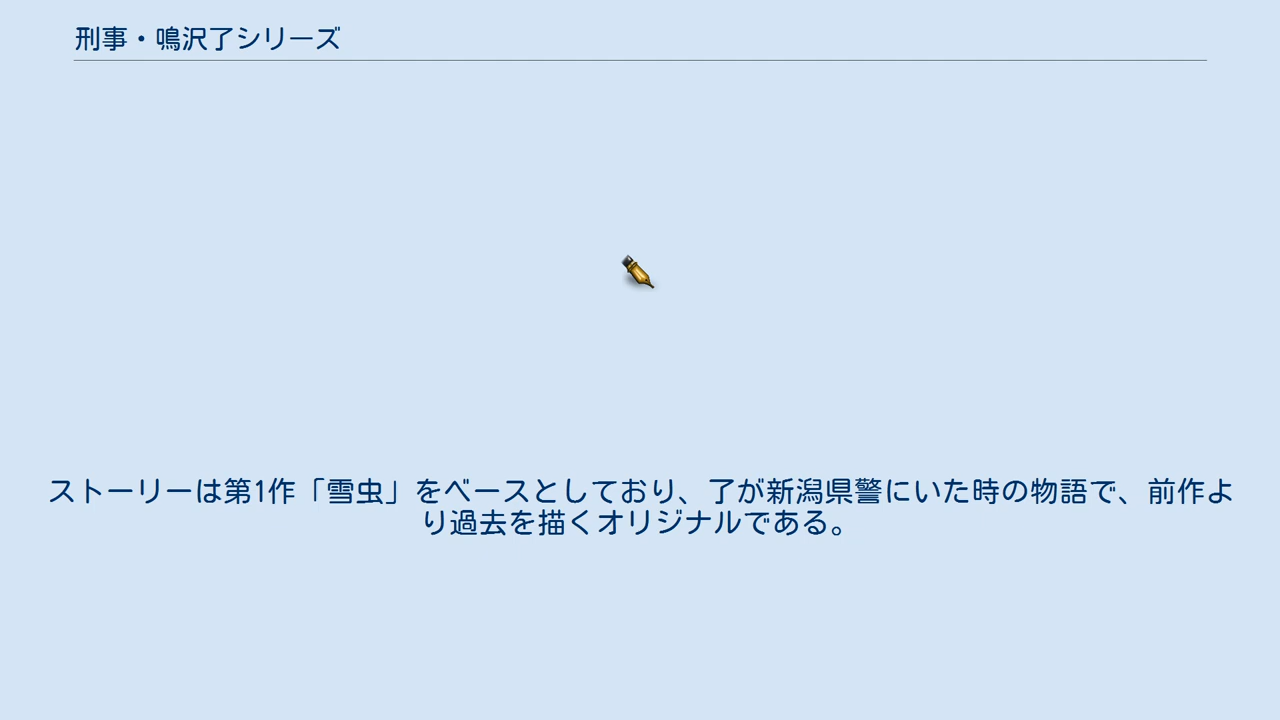 刑事・鳴沢了シリーズ
ストーリーは第1作「雪虫」をベースとしており、了が新潟県警にいた時の物語で、前作よ
り過去を描くオリジナルである。